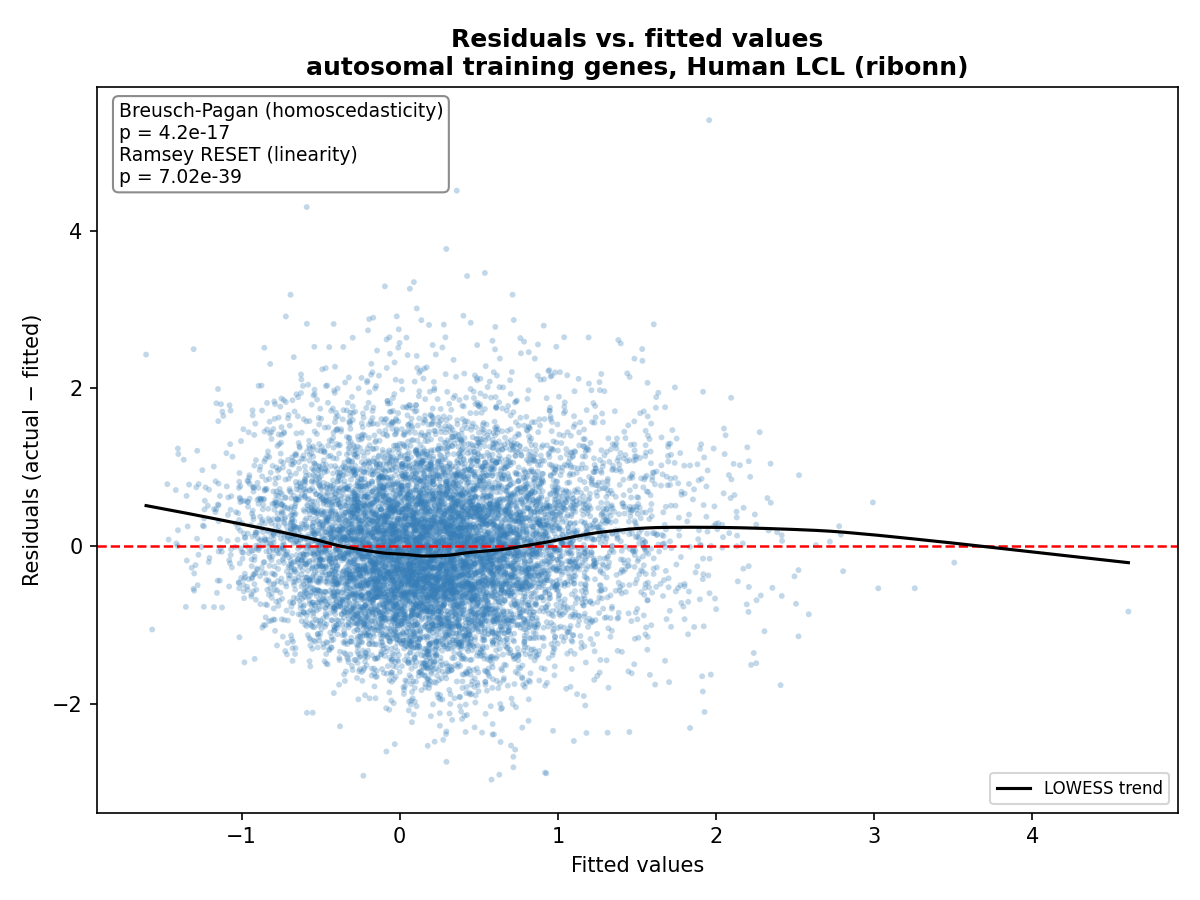 Residuals vs. fitted values
autosomal training genes, Human LCL (ribonn)
Breusch-Pagan (homoscedasticity)
p = 4.2e-17
Ramsey RESET (linearity)
p = 7.02e-39
Residuals (actual − fitted)
4
2
0
−2
LOWESS trend
−1 0 1 2 3 4
Fitted values